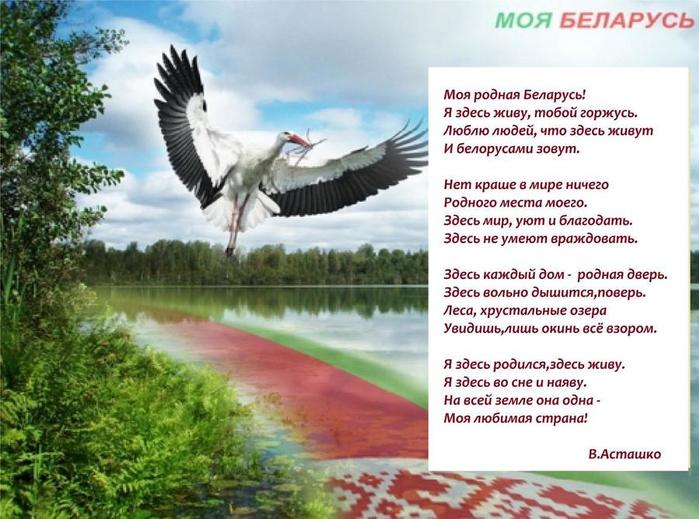 МОЯ БЕЛАРУСЬ
Моя родная Беларусь!
Я здесь живу, тобой горжусь.
Люблю людей, что здесь живут
И белорусами зовут.
Нет краше в мире ничего
Родного места моего.
Здесь мир, уют и благодать.
Здесь не умеют враждовать.
Здесь каждый дом - родная дверь.
Здесь вольно дышится,поверь.
Леса, хрустальные озера
Увидишь,лишь окинь всё взором.
Я здесь родился,здесь живу.
Я здесь во сне и наяву.
На всей земле она одна -
Моя любимая страна!
В.Асташко